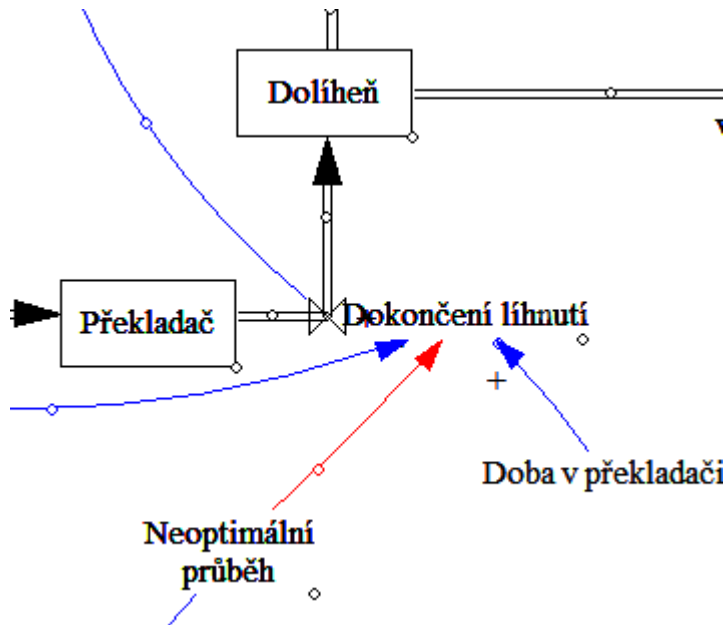 Dolíheň
v
Překladač
Dokončení líhnutí
+
Doba v překladači
Neoptimální
průběh